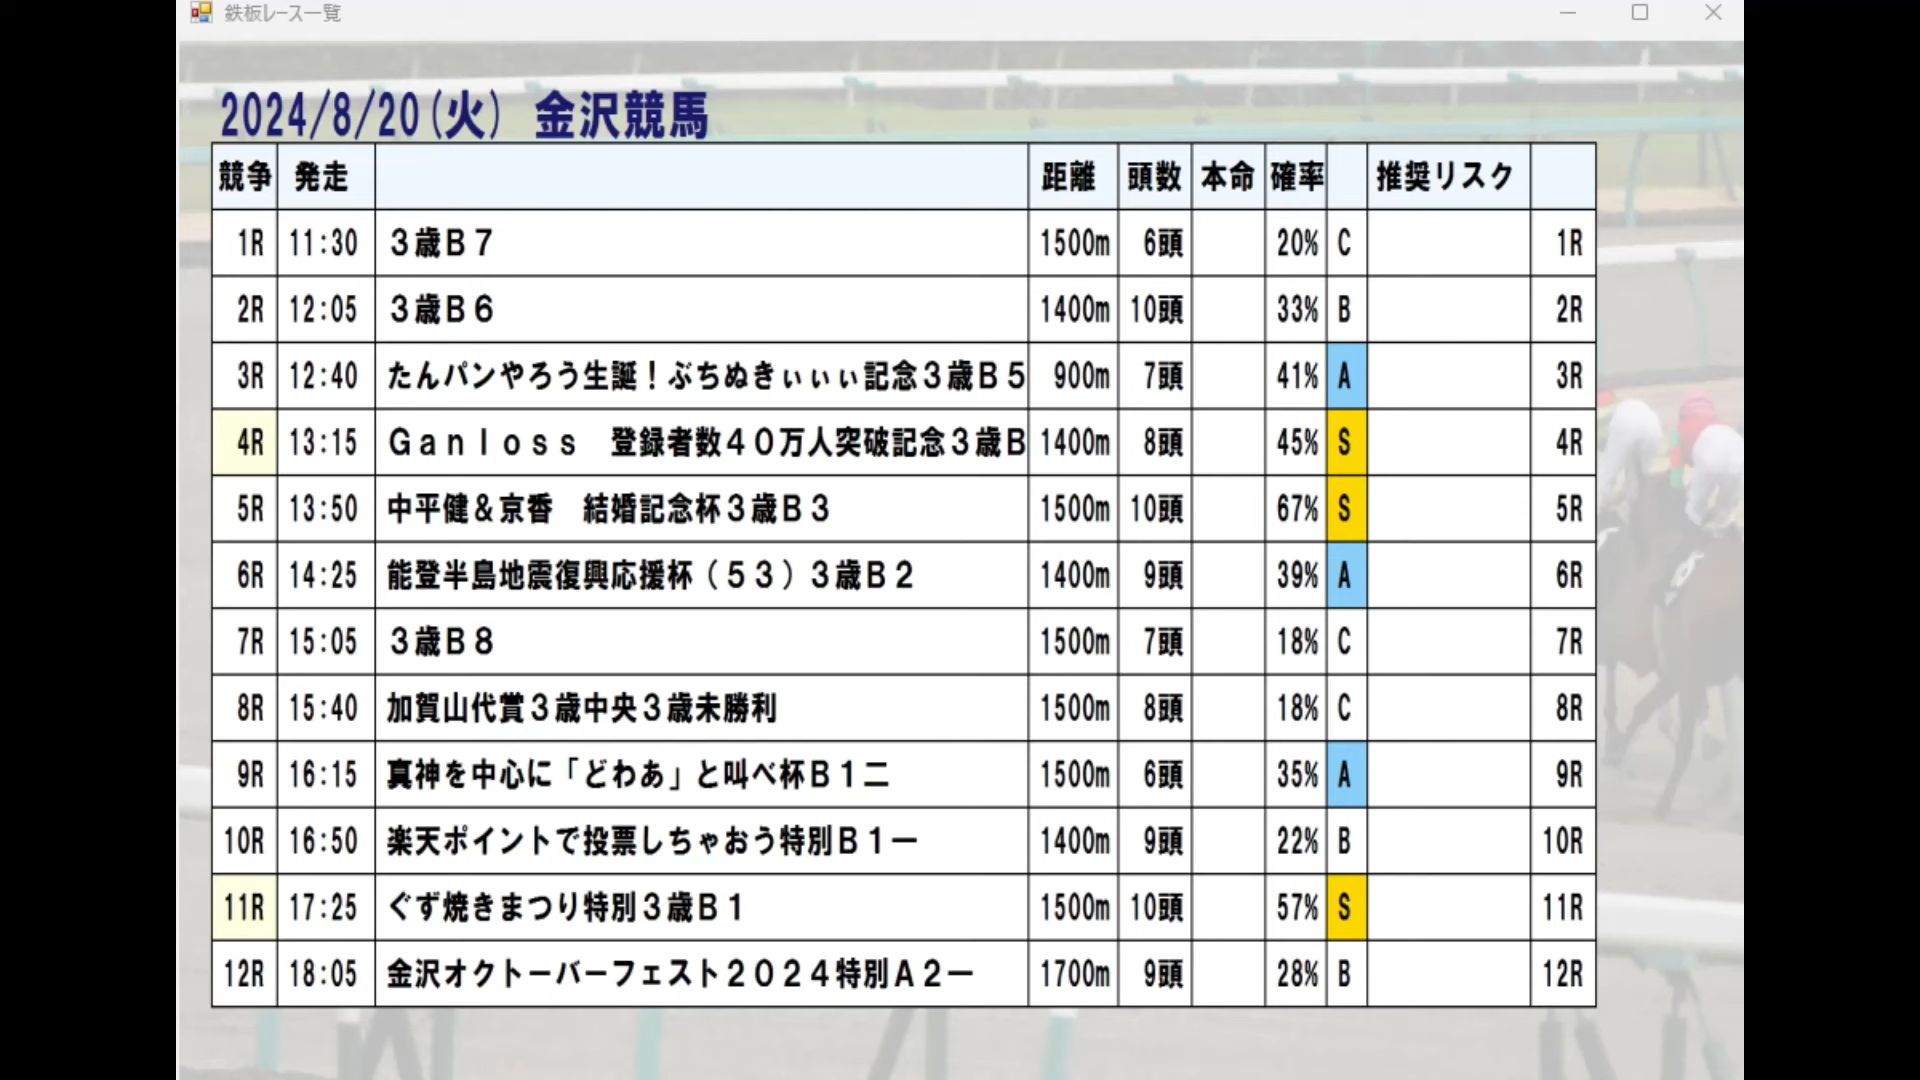 鉄板レース一覧
2024/8/20(火) 金沢競馬
競争 発走 距離 頭数 本命 確率 推奨リスク
1R 11:30 3歳B7 1500m 6頭 20% C 1R
2R 12:05 3歳B6 1400m 10頭 33% B 2R
3R 12:40 たんパンやろう生誕！ぶちぬきぃぃぃ記念3歳B5 900m 7頭 41% A 3R
4R 13:15 Ganloss 登録者数40万人突破記念3歳B 1400m 8頭 45% S 4R
5R 13:50 中平健＆京香 結婚記念杯3歳B3 1500m 10頭 67% S 5R
6R 14:25 能登半島地震復興応援杯（53）3歳B2 1400m 9頭 39% A 6R
7R 15:05 3歳B8 1500m 7頭 18% C 7R
8R 15:40 加賀山代賞3歳中央3歳未勝利 1500m 8頭 18% C 8R
9R 16:15 真神を中心に「どわあ」と叫べ杯B1二 1500m 6頭 35% A 9R
10R 16:50 楽天ポイントで投票しちゃおう特別B1一 1400m 9頭 22% B 10R
11R 17:25 ぐず焼きまつり特別3歳B1 1500m 10頭 57% S 11R
12R 18:05 金沢オクトーバーフェスト2024特別A2一 1700m 9頭 28% B 12R